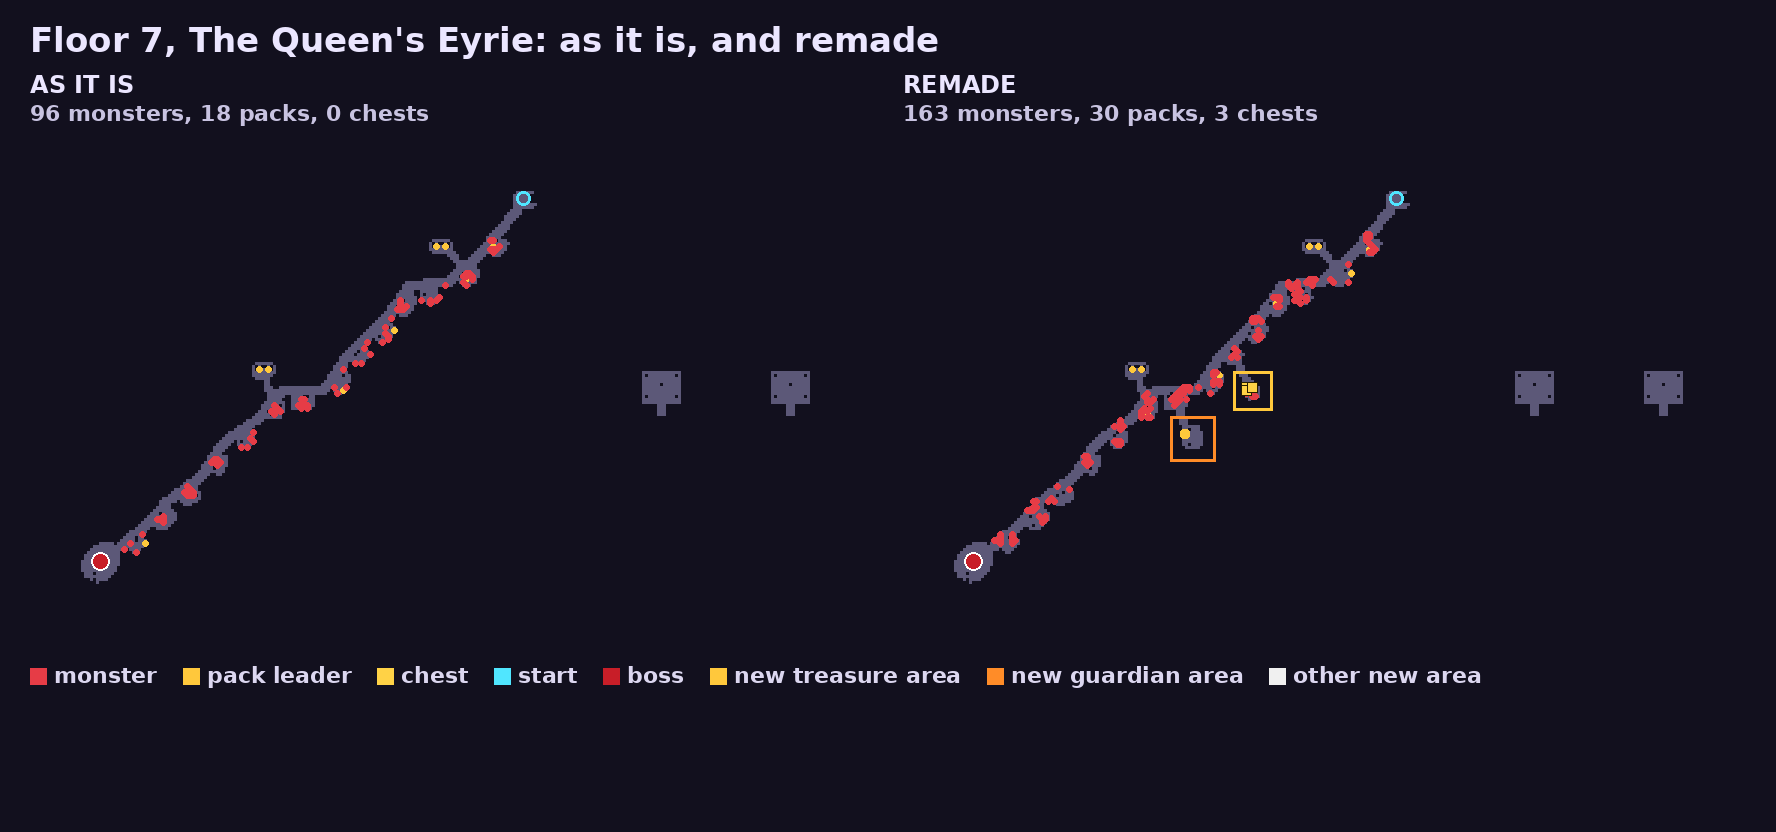 Floor 7, The Queen's Eyrie: as it is, and remade
AS IT IS
96 monsters, 18 packs, 0 chests
REMADE
163 monsters, 30 packs, 3 chests
monster pack leader chest start boss new treasure area new guardian area other new area